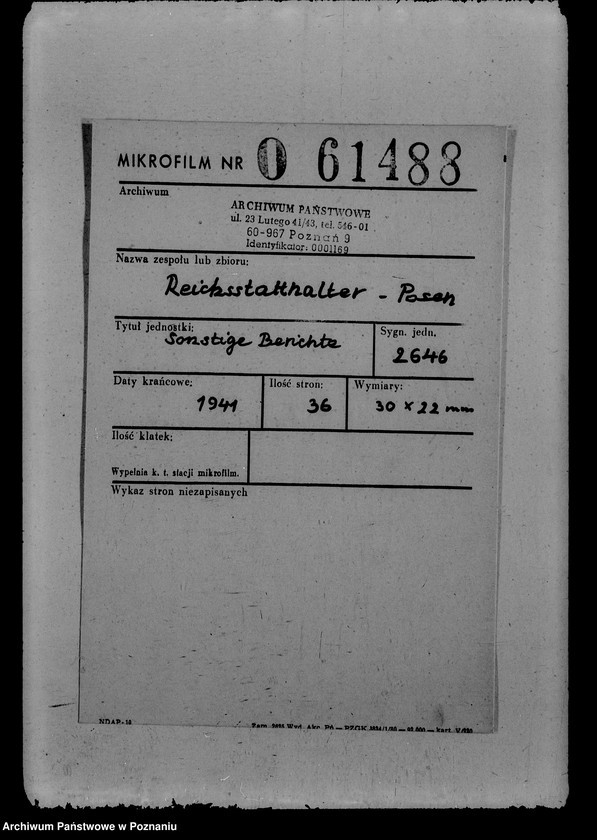 MIKROFILM NR 0 61488
Archiwum
ARCHIWUM PAŃSTWOWE
ul. 23 Lutego 41/43, tel. 546-01
60-967 Poznań 9
Identyfikator: 0001169
Nazwa zespołu lub zbioru:
Reichsstatthalter - Posen
Tytuł jednostki:
Sonstige Berichte
Sygn. jedn.
2646
Daty krańcowe:
1941
Ilość stron:
36
Wymiary:
30 x 22 mm
Ilość klatek:
Wypełnia k. t. stacji mikrofilm.
Wykaz stron niezapisanych
NDAP-10
Archiwum Państwowe w Poznaniu